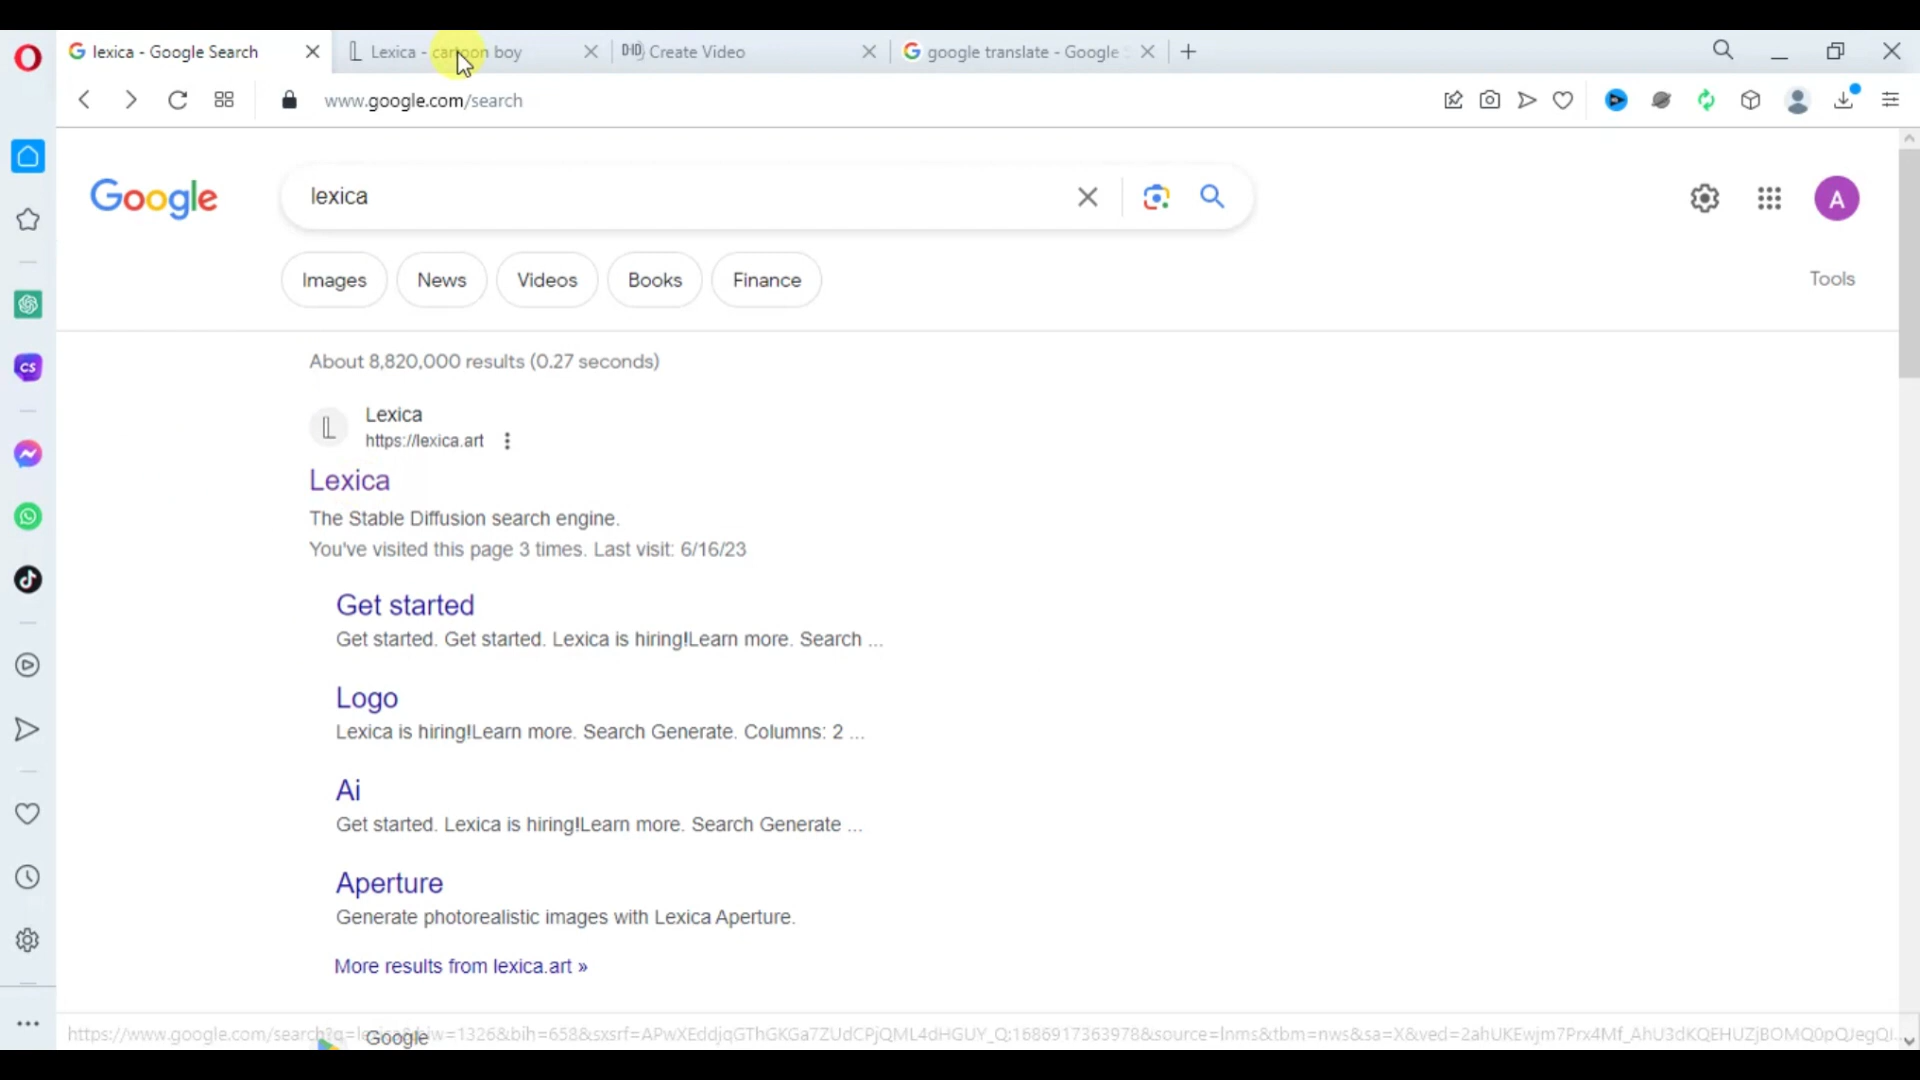 lexica - Google Search
Lexica - cartoon boy
D-ID Create Video
google translate - Google S
www.google.com/search
Google
lexica
A
Images
News
Videos
Books
Finance
Tools
About 8,820,000 results (0.27 seconds)
L
Lexica
https://lexica.art
Lexica
The Stable Diffusion search engine.
You've visited this page 3 times. Last visit: 6/16/23
Get started
Get started. Get started. Lexica is hiring!Learn more. Search ...
Logo
Lexica is hiring!Learn more. Search Generate. Columns: 2 ...
Ai
Get started. Lexica is hiring!Learn more. Search Generate ...
Aperture
Generate photorealistic images with Lexica Aperture.
More results from lexica.art »
CS
Google